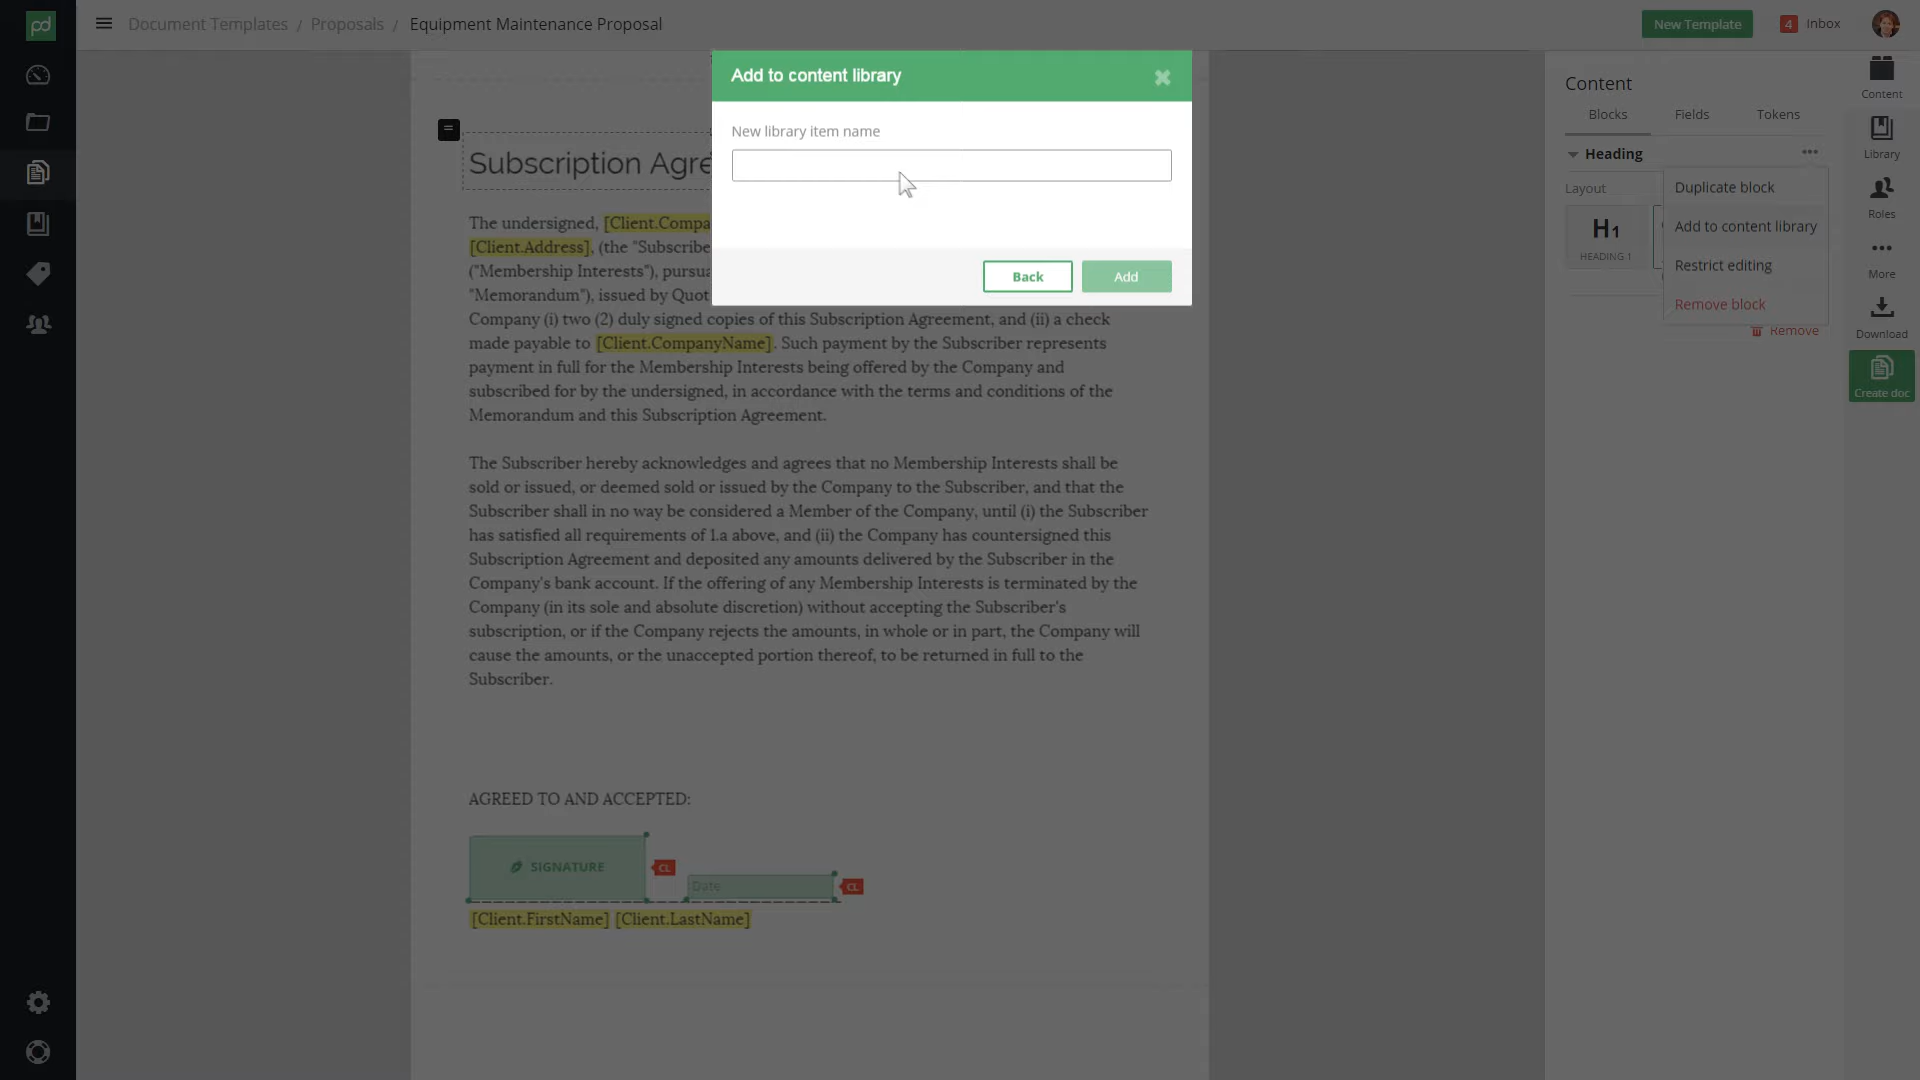 pd
Document Templates / Proposals / Equipment Maintenance Proposal
New Template
4 Inbox
Add to content library
New library item name
Back
Add
Subscription Agre
The undersigned, [Client.Compa
[Client.Address], (the "Subscribe
("Membership Interests"), pursua
"Memorandum"), issued by Quot
Company (i) two (2) duly signed copies of this Subscription Agreement, and (ii) a check
made payable to [Client.CompanyName]. Such payment by the Subscriber represents
payment in full for the Membership Interests being offered by the Company and
subscribed for by the undersigned, in accordance with the terms and conditions of the
Memorandum and this Subscription Agreement.
The Subscriber hereby acknowledges and agrees that no Membership Interests shall be
sold or issued, or deemed sold or issued by the Company to the Subscriber, and that the
Subscriber shall in no way be considered a Member of the Company, until (i) the Subscriber
has satisfied all requirements of 1.a above, and (ii) the Company has countersigned this
Subscription Agreement and deposited any amounts delivered by the Subscriber in the
Company's bank account. If the offering of any Membership Interests is terminated by the
Company (in its sole and absolute discretion) without accepting the Subscriber's
subscription, or if the Company rejects the amounts, in whole or in part, the Company will
cause the amounts, or the unaccepted portion thereof, to be returned in full to the
Subscriber.
AGREED TO AND ACCEPTED:
SIGNATURE
CL
Date
CL
[Client.FirstName] [Client.LastName]
Content
Blocks
Fields
Tokens
Heading
Layout
H1
HEADING 1
Duplicate block
Add to content library
Restrict editing
Remove block
Remove
Content
Library
Roles
More
Download
Create doc